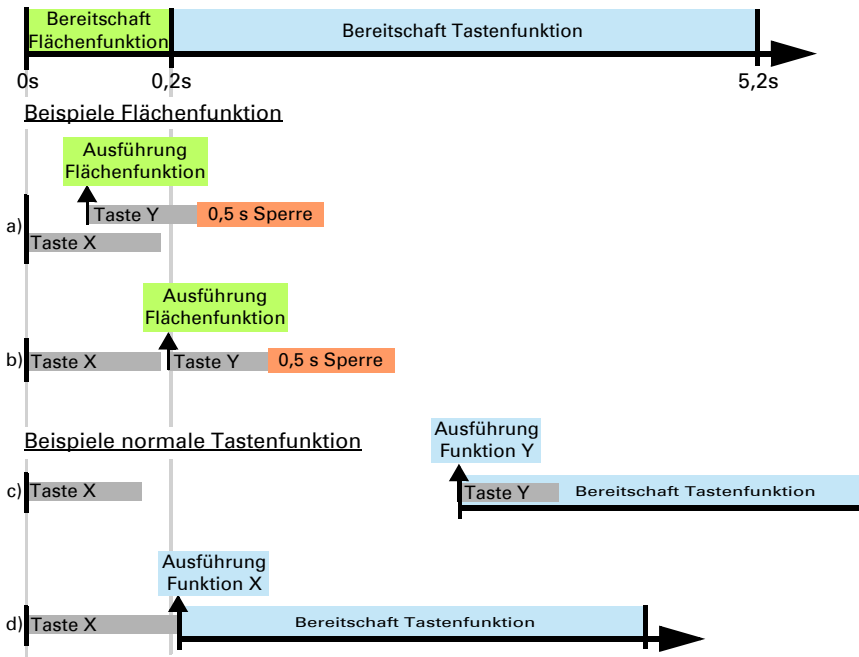 Bereitschaft
Flächenfunktion
Bereitschaft Tastenfunktion
0s
0,2s
5,2s
Beispiele Flächenfunktion
Ausführung
Flächenfunktion
a)
Taste Y
0,5 s Sperre
Taste X
Ausführung
Flächenfunktion
b)
Taste X
Taste Y
0,5 s Sperre
Beispiele normale Tastenfunktion
Ausführung
Funktion Y
c)
Taste X
Taste Y
Bereitschaft Tastenfunktion
Ausführung
Funktion X
d)
Taste X
Bereitschaft Tastenfunktion